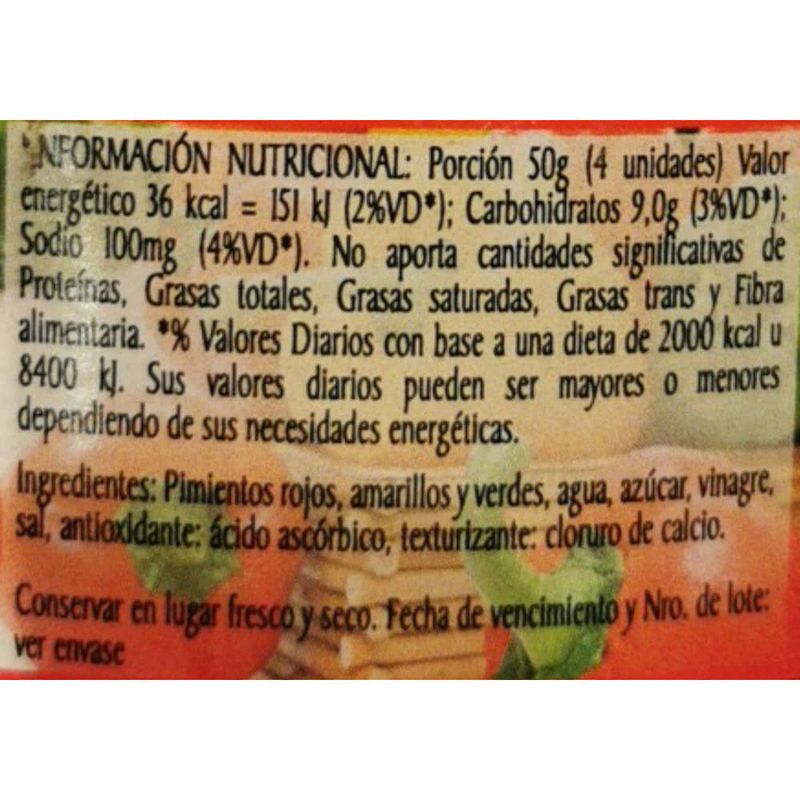 INFORMACIÓN NUTRICIONAL: Porción 50g (4 unidades) Valor
energético 36 kcal = 151 kJ (2%VD*); Carbohidratos 9,0g (3%VD*);
Sodio 100mg (4%VD*). No aporta cantidades significativas de
Proteínas, Grasas totales, Grasas saturadas, Grasas trans y Fibra
alimentaria. *% Valores Diarios con base a una dieta de 2000 kcal u
8400 kJ. Sus valores diarios pueden ser mayores o menores
dependiendo de sus necesidades energéticas.
Ingredientes: Pimientos rojos, amarillos y verdes, agua, azúcar, vinagre,
sal, antioxidante: ácido ascórbico, texturizante: cloruro de calcio.
Conservar en lugar fresco y seco. Fecha de vencimiento y Nro. de lote:
ver envase